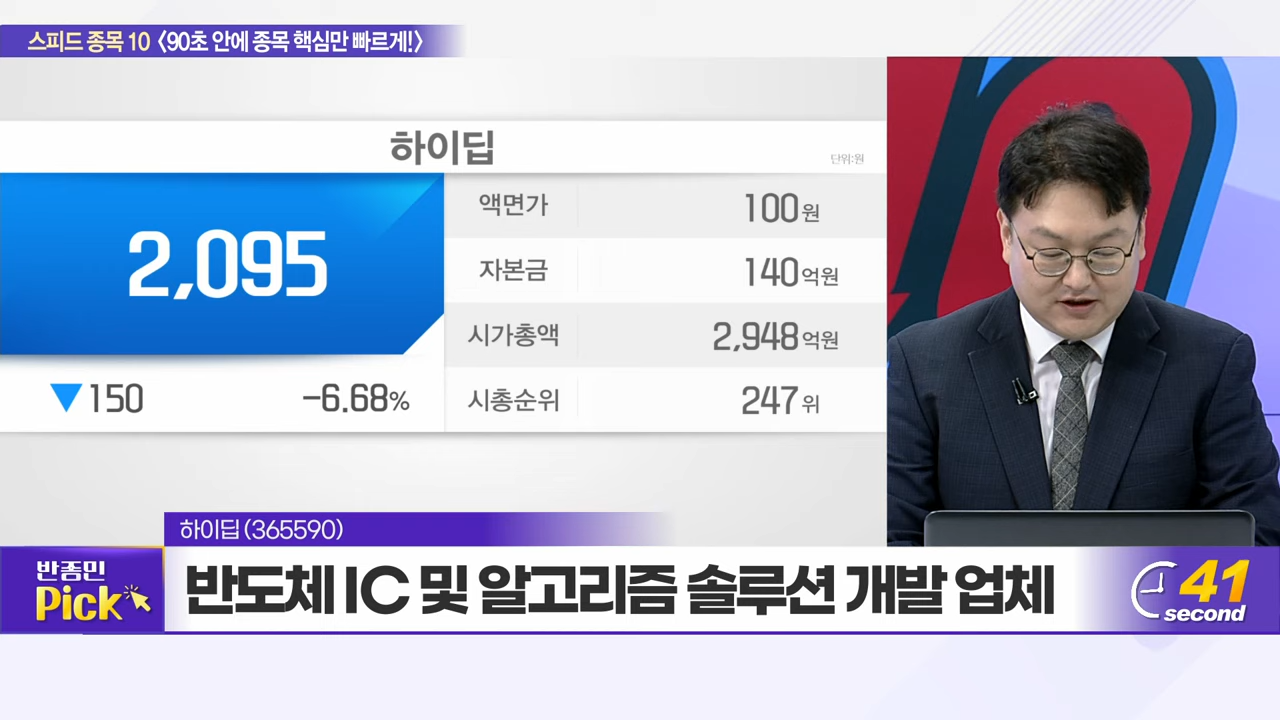 스피드 종목 10 〈90초 안에 종목 핵심만 빠르게!〉
하이딥
단위:원
2,095
▼150 -6.68%
액면가 100원
자본금 140억원
시가총액 2,948억원
시총순위 247위
하이딥(365590)
반종민
Pick
반도체 IC 및 알고리즘 솔루션 개발 업체
41
second